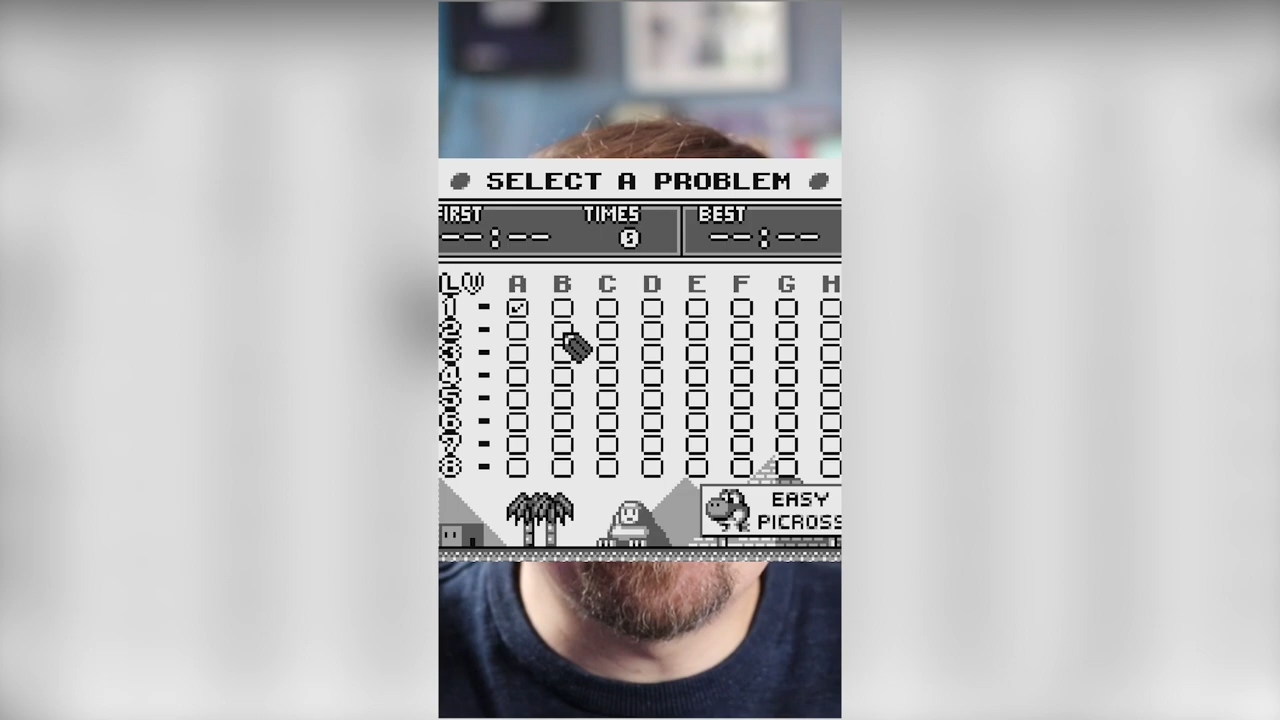 SELECT A PROBLEM
FIRST TIMES BEST
--:-- 0 --:--
LV A B C D E F G H
1 -
2 -
3 -
4 -
5 -
6 -
7 -
8 -
EASY
PICROSS